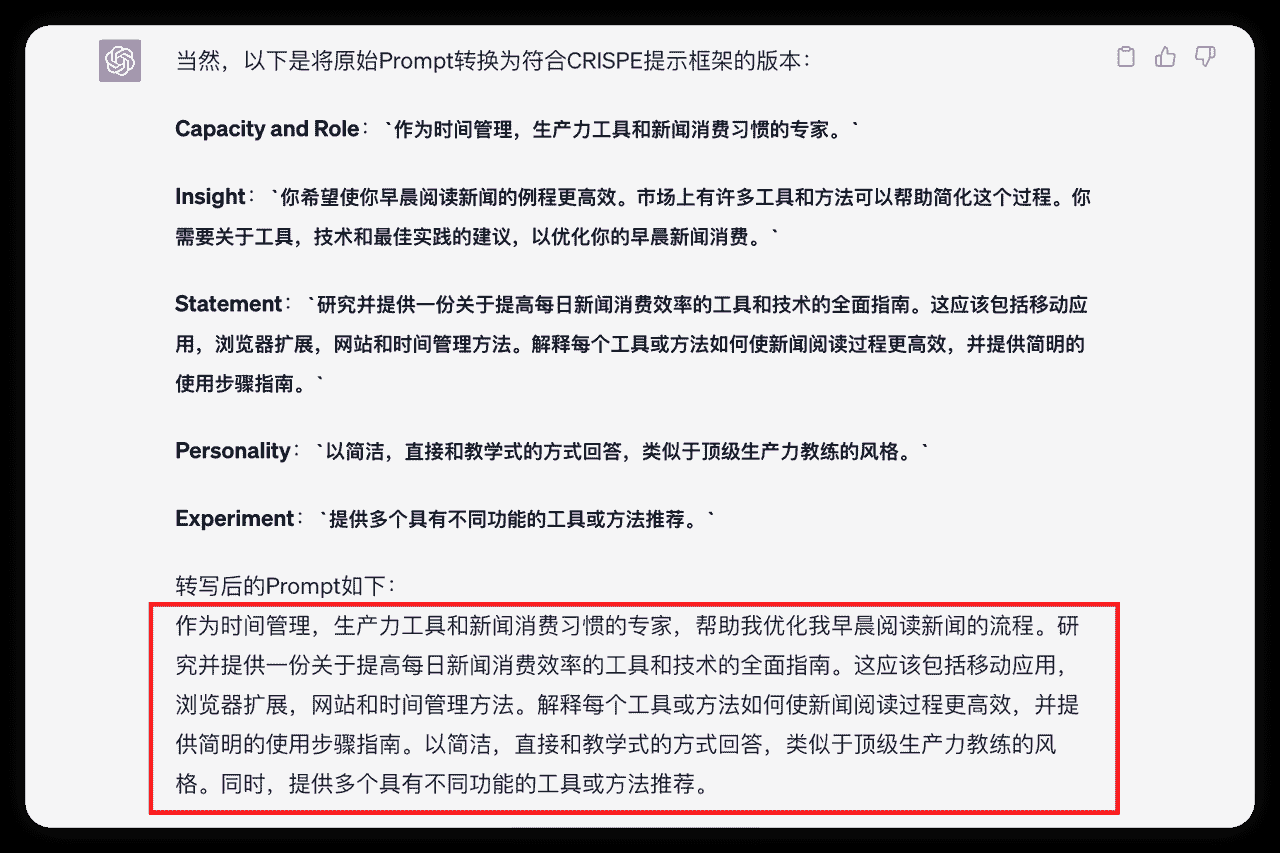 当然，以下是将原始Prompt转换为符合CRISPE提示框架的版本：
Capacity and Role：`作为时间管理，生产力工具和新闻消费习惯的专家。`
Insight：`你希望使你早晨阅读新闻的例程更高效。市场上有许多工具和方法可以帮助简化这个过程。你
需要关于工具，技术和最佳实践的建议，以优化你的早晨新闻消费。`
Statement：`研究并提供一份关于提高每日新闻消费效率的工具和技术的全面指南。这应该包括移动应
用，浏览器扩展，网站和时间管理方法。解释每个工具或方法如何使新闻阅读过程更高效，并提供简明的
使用步骤指南。`
Personality：`以简洁，直接和教学式的方式回答，类似于顶级生产力教练的风格。`
Experiment：`提供多个具有不同功能的工具或方法推荐。`
转写后的Prompt如下：
作为时间管理，生产力工具和新闻消费习惯的专家，帮助我优化我早晨阅读新闻的流程。研
究并提供一份关于提高每日新闻消费效率的工具和技术的全面指南。这应该包括移动应用，
浏览器扩展，网站和时间管理方法。解释每个工具或方法如何使新闻阅读过程更高效，并提
供简明的使用步骤指南。以简洁，直接和教学式的方式回答，类似于顶级生产力教练的风
格。同时，提供多个具有不同功能的工具或方法推荐。